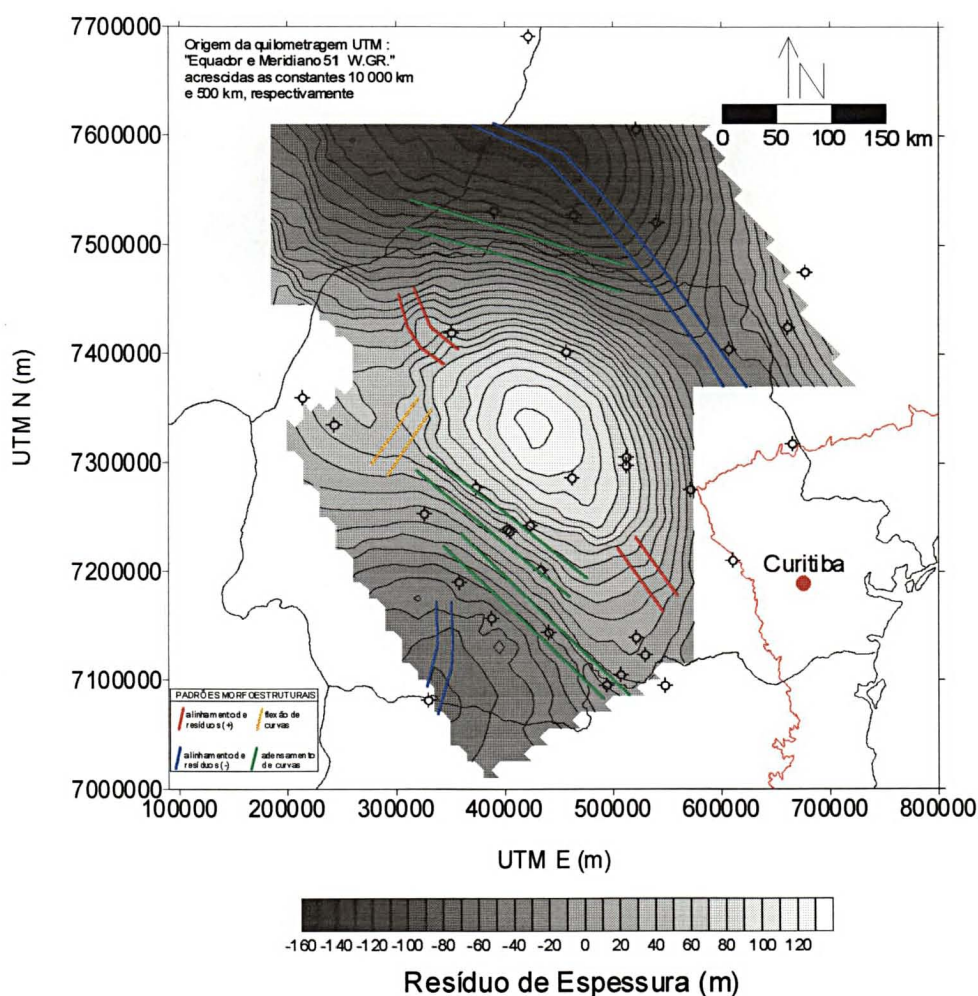 7700000
7600000
7500000
7400000
7300000
7200000
7100000
7000000
UTM N (m)
Origem da quilometragem UTM :
"Equador e Meridiano 51 W.GR."
acrescidas as constantes 10 000 km
e 500 km, respectivamente
N
0 50 100 150 km
Curitiba
PADRÕES MORFOESTRUTURAIS
alinhamento de
resíduos (+)
flexão de
curvas
alinhamento de
resíduos (-)
adensamento
de curvas
100000 200000 300000 400000 500000 600000 700000 800000
UTM E (m)
-160 -140 -120 -100 -80 -60 -40 -20 0 20 40 60 80 100 120
Resíduo de Espessura (m)